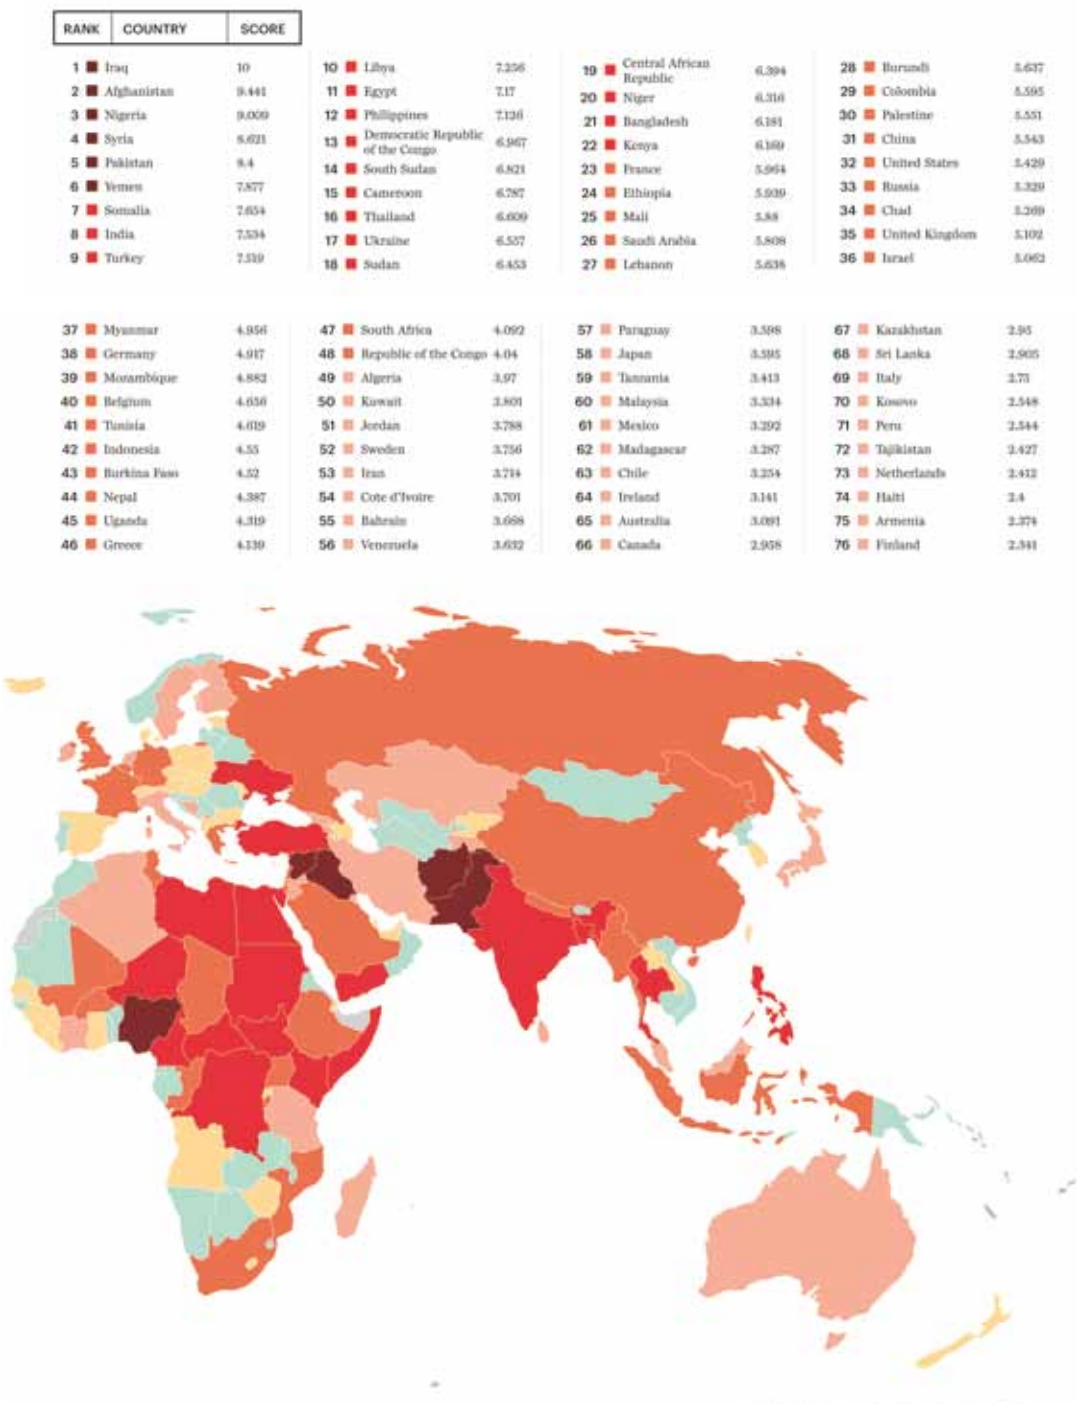 RANK COUNTRY SCORE
1 Iraq 10
2 Afghanistan 9.441
3 Nigeria 9.009
4 Syria 8.621
5 Pakistan 8.4
6 Yemen 7.877
7 Somalia 7.654
8 India 7.534
9 Turkey 7.519
10 Libya 7.256
11 Egypt 7.17
12 Philippines 7.126
13 Democratic Republic
of the Congo 6.967
14 South Sudan 6.821
15 Cameroon 6.787
16 Thailand 6.609
17 Ukraine 6.557
18 Sudan 6.453
19 Central African
Republic 6.394
20 Niger 6.316
21 Bangladesh 6.181
22 Kenya 6.169
23 France 5.964
24 Ethiopia 5.939
25 Mali 5.88
26 Saudi Arabia 5.808
27 Lebanon 5.638
28 Burundi 5.637
29 Colombia 5.595
30 Palestine 5.551
31 China 5.543
32 United States 5.429
33 Russia 5.329
34 Chad 5.269
35 United Kingdom 5.102
36 Israel 5.062
37 Myanmar 4.956
38 Germany 4.917
39 Mozambique 4.882
40 Belgium 4.656
41 Tunisia 4.619
42 Indonesia 4.55
43 Burkina Faso 4.52
44 Nepal 4.387
45 Uganda 4.319
46 Greece 4.139
47 South Africa 4.092
48 Republic of the Congo 4.04
49 Algeria 3.97
50 Kuwait 3.801
51 Jordan 3.788
52 Sweden 3.756
53 Iran 3.714
54 Cote d'Ivoire 3.701
55 Bahrain 3.668
56 Venezuela 3.632
57 Paraguay 3.598
58 Japan 3.595
59 Tanzania 3.413
60 Malaysia 3.334
61 Mexico 3.292
62 Madagascar 3.287
63 Chile 3.254
64 Ireland 3.141
65 Australia 3.091
66 Canada 2.958
67 Kazakhstan 2.95
68 Sri Lanka 2.905
69 Italy 2.75
70 Kosovo 2.548
71 Peru 2.544
72 Tajikistan 2.427
73 Netherlands 2.412
74 Haiti 2.4
75 Armenia 2.374
76 Finland 2.341